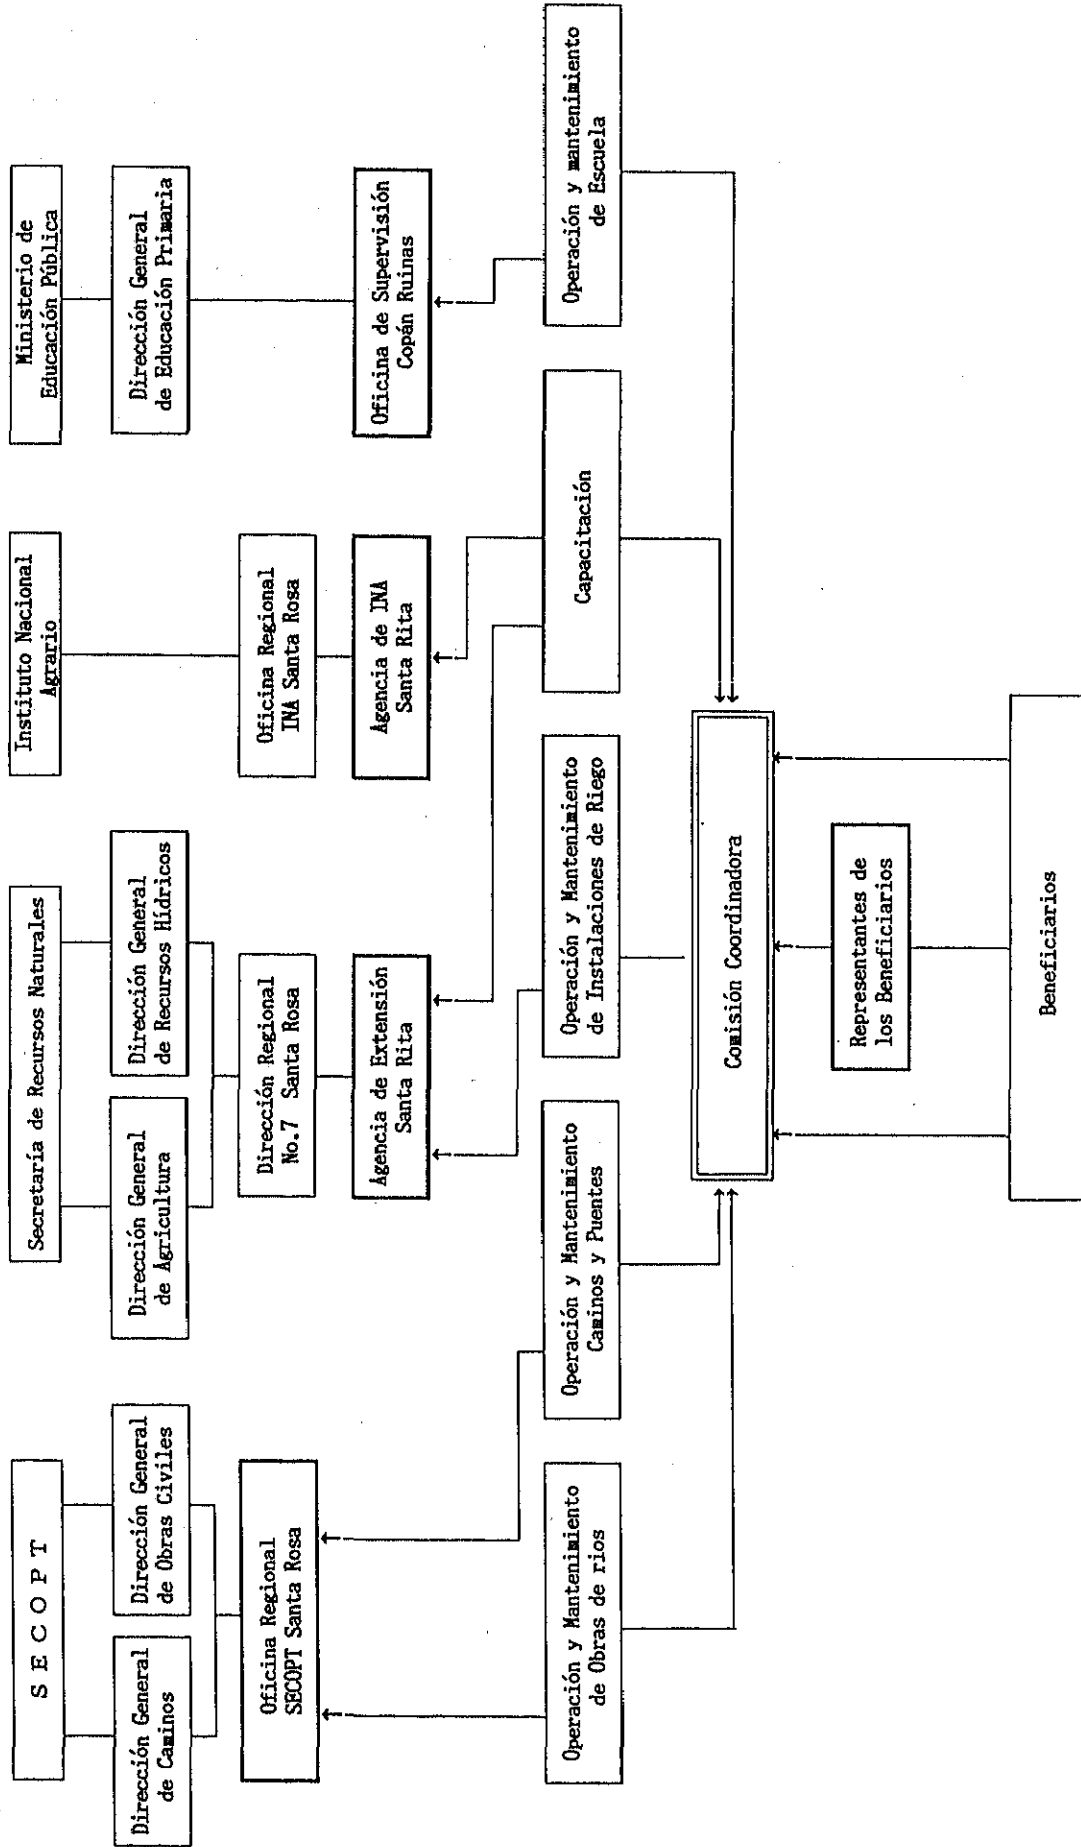 S E C O P T
Secretaría de Recursos Naturales
Instituto Nacional
Agrario
Ministerio de
Educación Pública
Dirección General
de Caminos
Dirección General
de Obras Civiles
Dirección General
de Agricultura
Dirección General
de Recursos Hídricos
Dirección General
de Educación Primaria
Oficina Regional
SECOPT Santa Rosa
Dirección Regional
No.7 Santa Rosa
Oficina Regional
INA Santa Rosa
Agencia de Extensión
Santa Rita
Agencia de INA
Santa Rita
Oficina de Supervisión
Copán Ruinas
Operación y Mantenimiento
de Obras de rios
Operación y Mantenimiento
Caminos y Puentes
Operación y Mantenimiento
de Instalaciones de Riego
Capacitación
Operación y mantenimiento
de Escuela
Comisión Coordinadora
Representantes de
los Beneficiarios
Beneficiarios